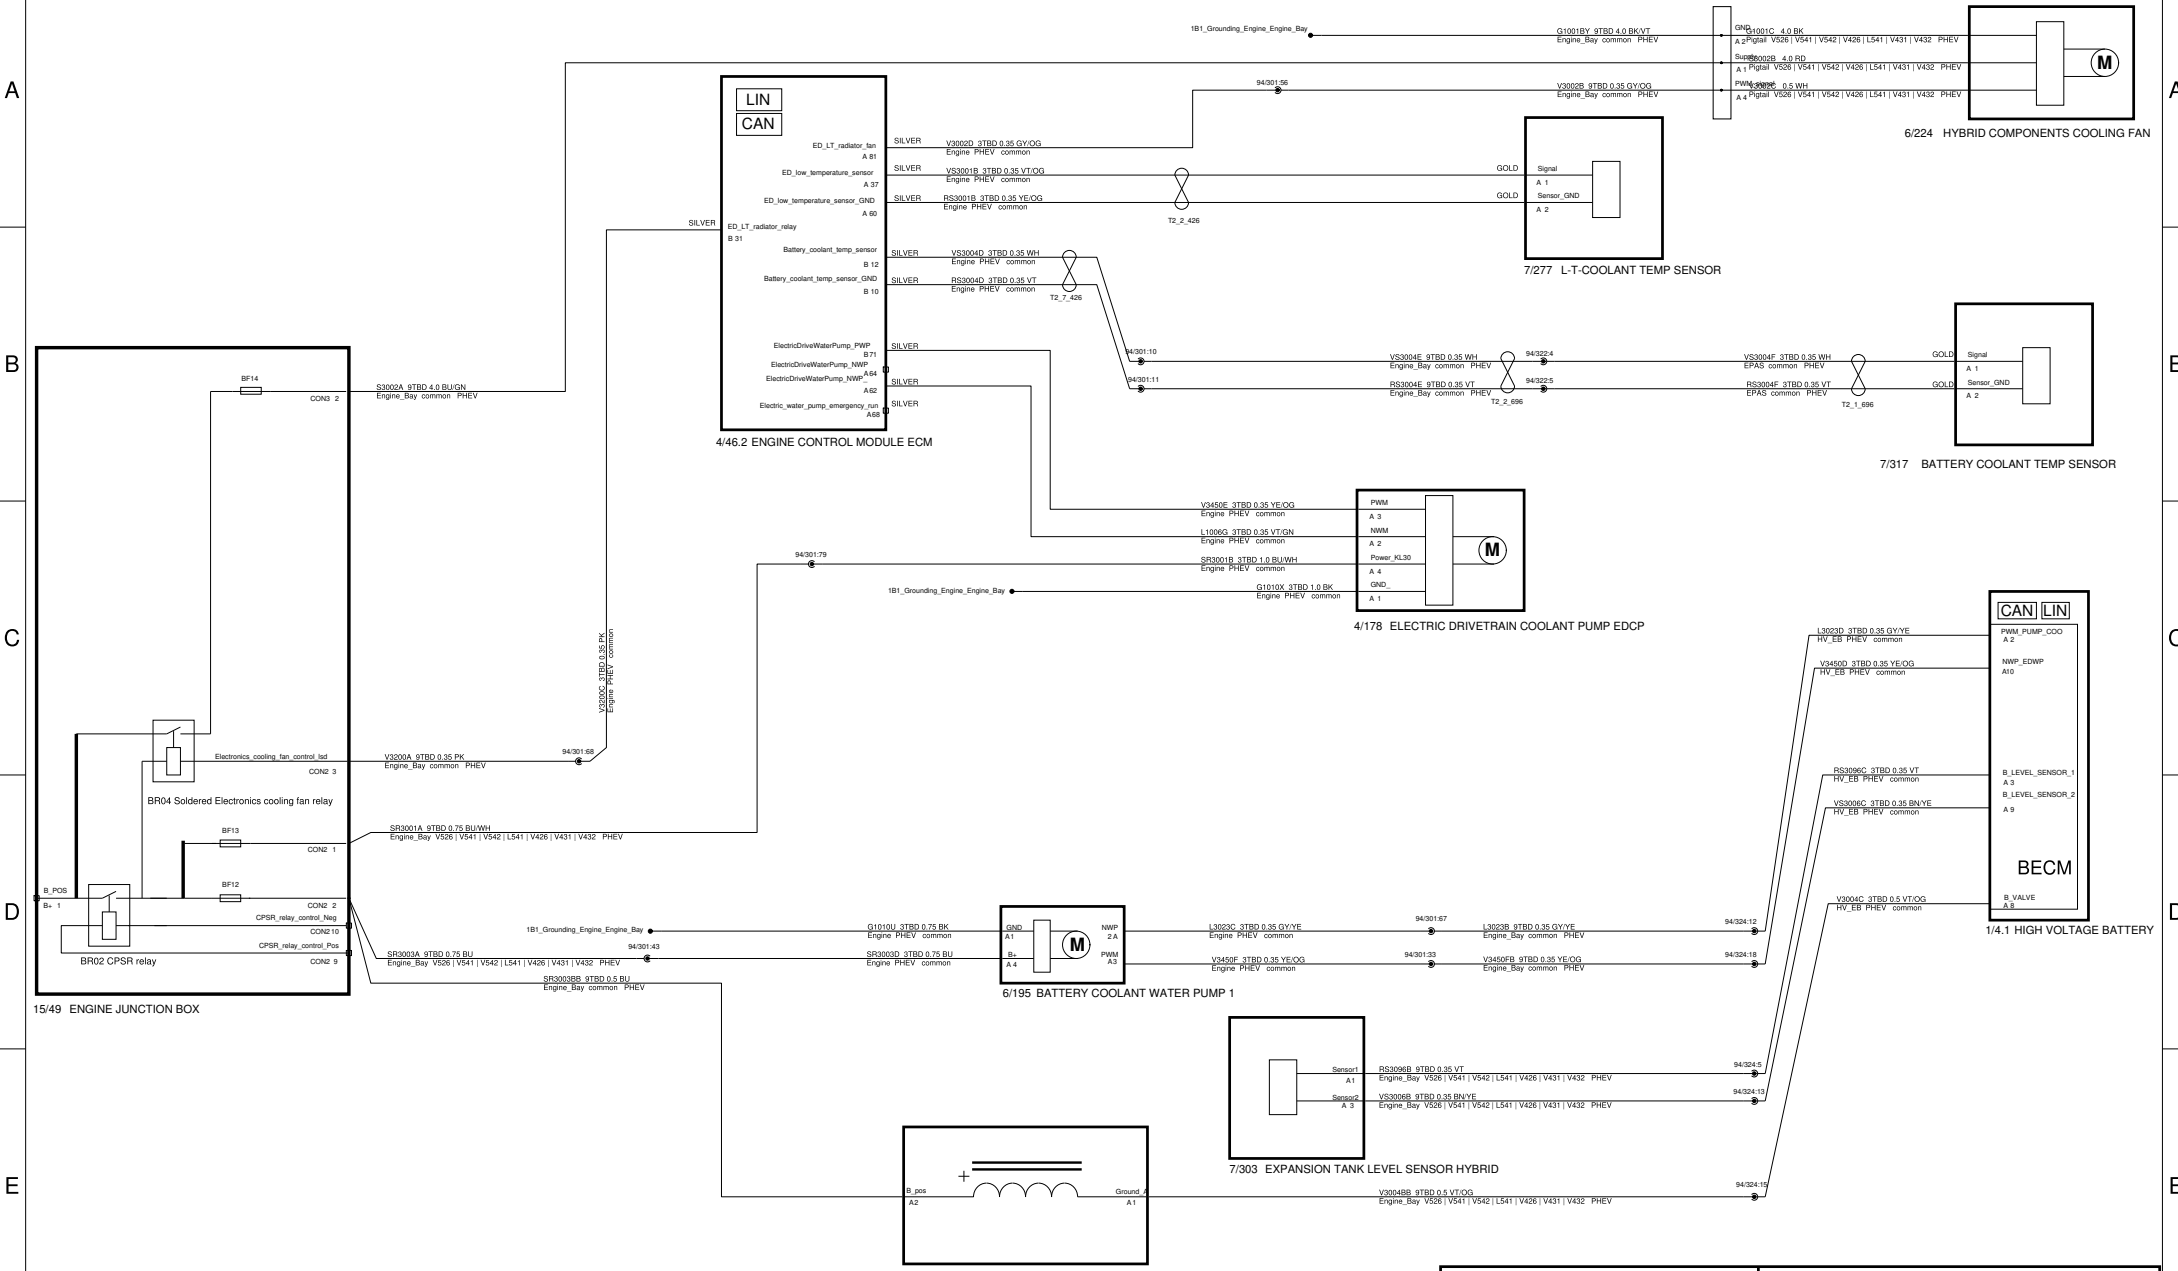 A
B
C
D
E
1B1_Grounding_Engine_Engine_Bay
G1001BY 9TBD 4.0 BK/VT
Engine_Bay common PHEV
GND
A 2
G1001C 4.0 BK
Pigtail V526 | V541 | V542 | V426 | L541 | V431 | V432 PHEV
A 1
4.0 RD
Pigtail V526 | V541 | V542 | V426 | L541 | V431 | V432 PHEV
94/301:56
V3002B 9TBD 0.35 GY/OG
Engine_Bay common PHEV
A 4
0.5 WH
Pigtail V526 | V541 | V542 | V426 | L541 | V431 | V432 PHEV
M
6/224 HYBRID COMPONENTS COOLING FAN
LIN
CAN
ED_LT_radiator_fan
A 81
SILVER
V3002D 3TBD 0.35 GY/OG
Engine PHEV common
ED_low_temperature_sensor
A 37
SILVER
VS3001B 3TBD 0.35 VT/OG
Engine PHEV common
ED_low_temperature_sensor_GND
A 60
SILVER
RS3001B 3TBD 0.35 YE/OG
Engine PHEV common
T2_2_426
GOLD
Signal
A 1
GOLD
Sensor_GND
A 2
7/277 L-T-COOLANT TEMP SENSOR
SILVER
ED_LT_radiator_relay
B 31
Battery_coolant_temp_sensor
B 12
SILVER
VS3004D 3TBD 0.35 WH
Engine PHEV common
Battery_coolant_temp_sensor_GND
B 10
SILVER
RS3004D 3TBD 0.35 VT
Engine PHEV common
T2_7_426
94/301:10
94/301:11
VS3004E 9TBD 0.35 WH
Engine_Bay common PHEV
RS3004E 9TBD 0.35 VT
Engine_Bay common PHEV
T2_2_696
94/322:4
94/322:5
VS3004F 3TBD 0.35 WH
EPAS common PHEV
RS3004F 3TBD 0.35 VT
EPAS common PHEV
T2_1_696
GOLD
Signal
A 1
GOLD
Sensor_GND
A 2
7/317 BATTERY COOLANT TEMP SENSOR
ElectricDriveWaterPump_PWP
B71
SILVER
ElectricDriveWaterPump_NWP
A64
ElectricDriveWaterPump_NWP_
A62
SILVER
Electric_water_pump_emergency_run
A68
SILVER
4/46.2 ENGINE CONTROL MODULE ECM
BF14
CON3 2
S3002A 9TBD 4.0 BU/GN
Engine_Bay common PHEV
V3450E 3TBD 0.35 YE/OG
Engine PHEV common
PWM
A 3
L1006G 3TBD 0.35 VT/GN
Engine PHEV common
NWM
A 2
94/301:79
SR3001B 3TBD 1.0 BU/WH
Engine PHEV common
Power_KL30
A 4
1B1_Grounding_Engine_Engine_Bay
G1010X 3TBD 1.0 BK
Engine PHEV common
GND_
A 1
M
4/178 ELECTRIC DRIVETRAIN COOLANT PUMP EDCP
V3200C 3TBD 0.35 PK
Engine PHEV common
CAN
LIN
L3023D 3TBD 0.35 GY/YE
HV_EB PHEV common
PWM_PUMP_COO
A 2
V3450D 3TBD 0.35 YE/OG
HV_EB PHEV common
NWP_EDWP
A10
RS3096C 3TBD 0.35 VT
HV_EB PHEV common
B_LEVEL_SENSOR_1
A 3
B_LEVEL_SENSOR_2
VS3006C 3TBD 0.35 BN/YE
HV_EB PHEV common
A 9
BECM
V3004C 3TBD 0.5 VT/OG
HV_EB PHEV common
B_VALVE
A 8
1/4.1 HIGH VOLTAGE BATTERY
Electronics_cooling_fan_control_lsd
CON2 3
V3200A 9TBD 0.35 PK
Engine_Bay common PHEV
94/301:68
BR04 Soldered Electronics cooling fan relay
BF13
CON2 1
SR3001A 9TBD 0.75 BU/WH
Engine_Bay V526 | V541 | V542 | L541 | V426 | V431 | V432 PHEV
B_POS
B+ 1
BF12
CON2 2
CPSR_relay_control_Neg
CON2 10
CPSR_relay_control_Pos
CON2 9
BR02 CPSR relay
15/49 ENGINE JUNCTION BOX
1B1_Grounding_Engine_Engine_Bay
94/301:43
SR3003A 9TBD 0.75 BU
Engine_Bay V526 | V541 | V542 | L541 | V426 | V431 | V432 PHEV
SR3003BB 9TBD 0.5 BU
Engine_Bay common PHEV
G1010U 3TBD 0.75 BK
Engine PHEV common
GND
A1
SR3003D 3TBD 0.75 BU
Engine PHEV common
B+
A 4
M
NWP
2 A
PWM
A3
6/195 BATTERY COOLANT WATER PUMP 1
L3023C 3TBD 0.35 GY/YE
Engine PHEV common
94/301:67
L3023B 9TBD 0.35 GY/YE
Engine_Bay common PHEV
94/324:12
V3450F 3TBD 0.35 YE/OG
Engine PHEV common
94/301:33
V3450FB 9TBD 0.35 YE/OG
Engine_Bay common PHEV
94/324:18
Sensor1
A1
RS3096B 9TBD 0.35 VT
Engine_Bay V526 | V541 | V542 | L541 | V426 | V431 | V432 PHEV
94/324:5
Sensor2
A 3
VS3006B 9TBD 0.35 BN/YE
Engine_Bay V526 | V541 | V542 | L541 | V426 | V431 | V432 PHEV
94/324:13
7/303 EXPANSION TANK LEVEL SENSOR HYBRID
B_pos
A2
+
Ground_A
A1
V3004BB 9TBD 0.5 VT/OG
Engine_Bay V526 | V541 | V542 | L541 | V426 | V431 | V432 PHEV
94/324:15
A
B
C
D
E